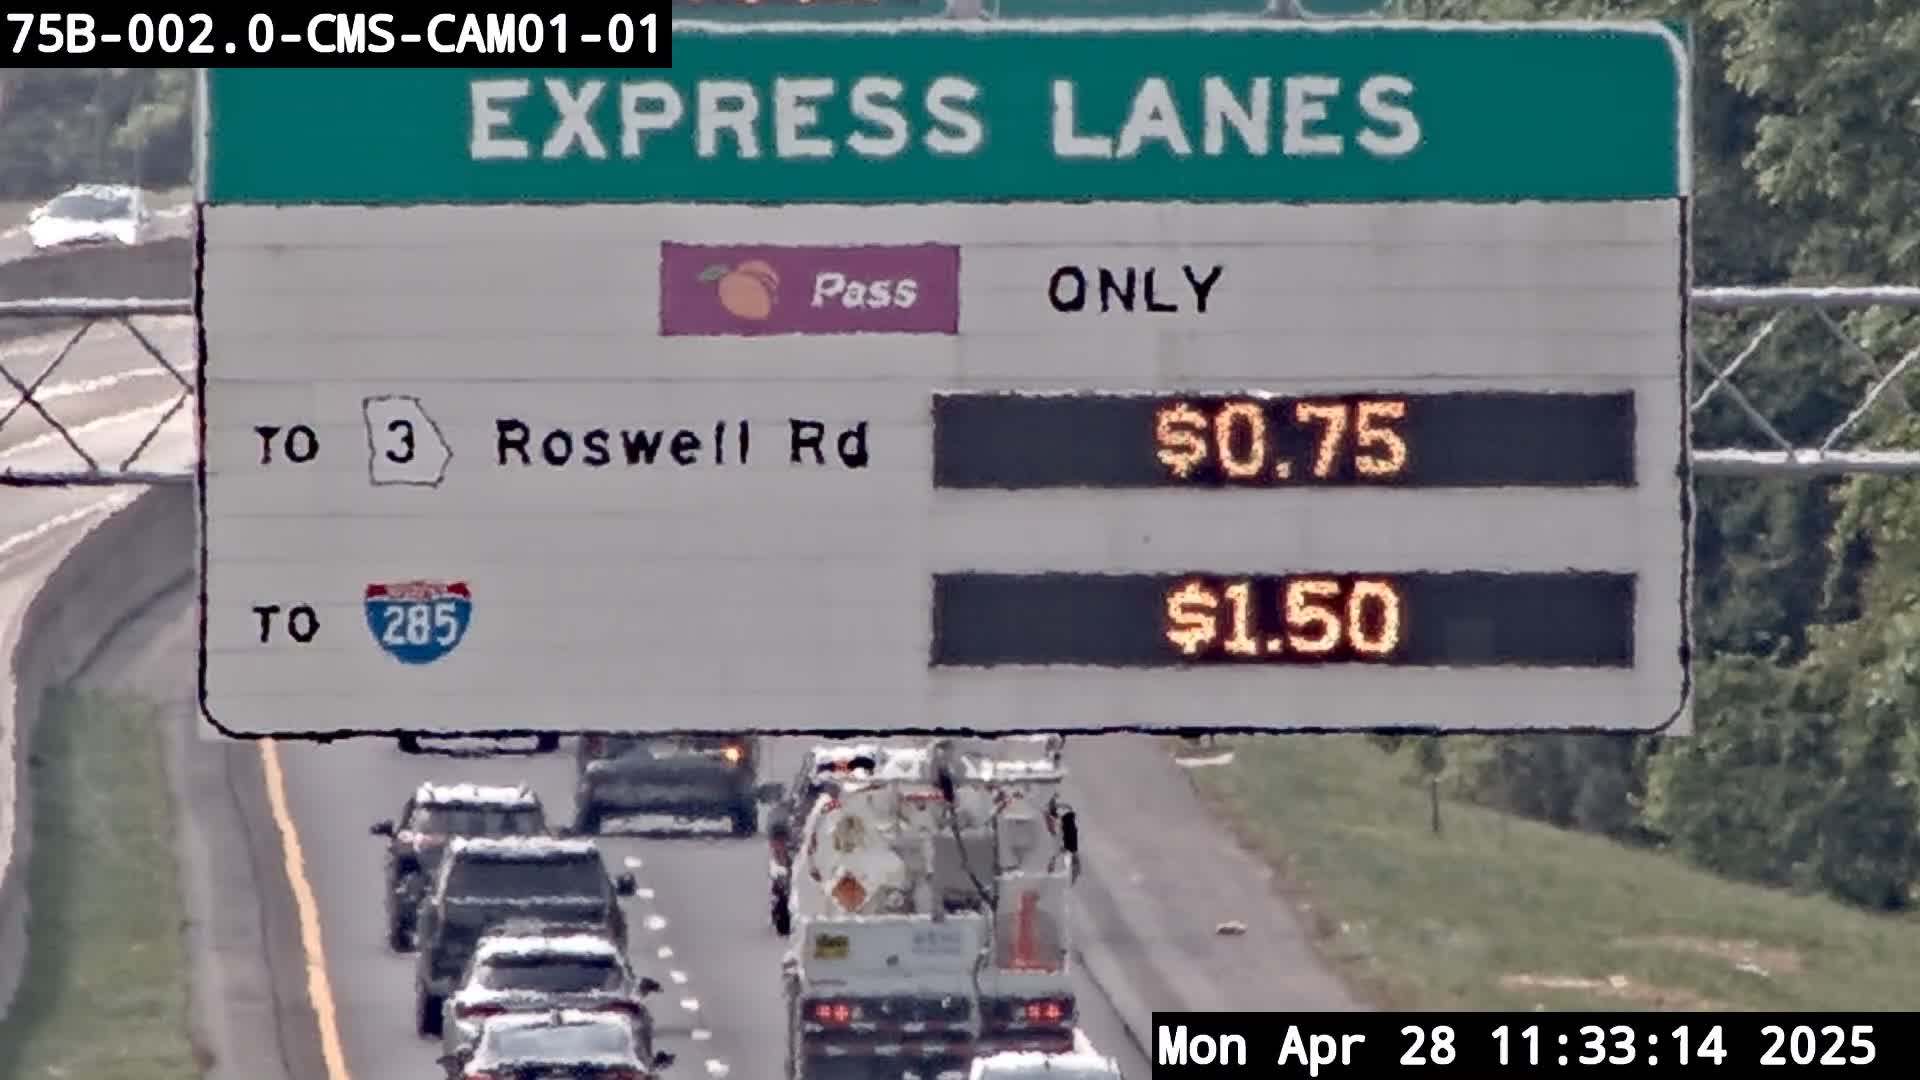 75B-002.0-CMS-CAM01-01
EXPRESS LANES
Pass ONLY
TO 3 Roswell Rd $0.75
TO 285 $1.50
Mon Apr 28 11:33:14 2025